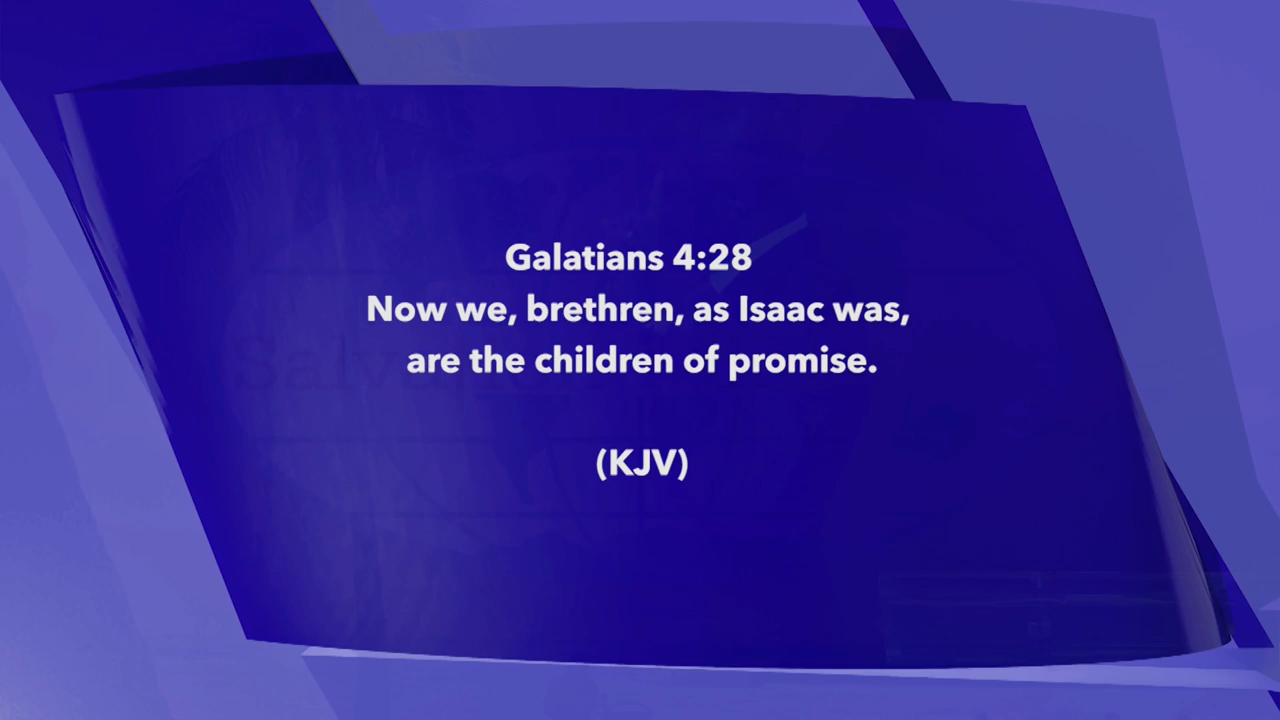 Galatians 4:28
Now we, brethren, as Isaac was,
are the children of promise.
(KJV)